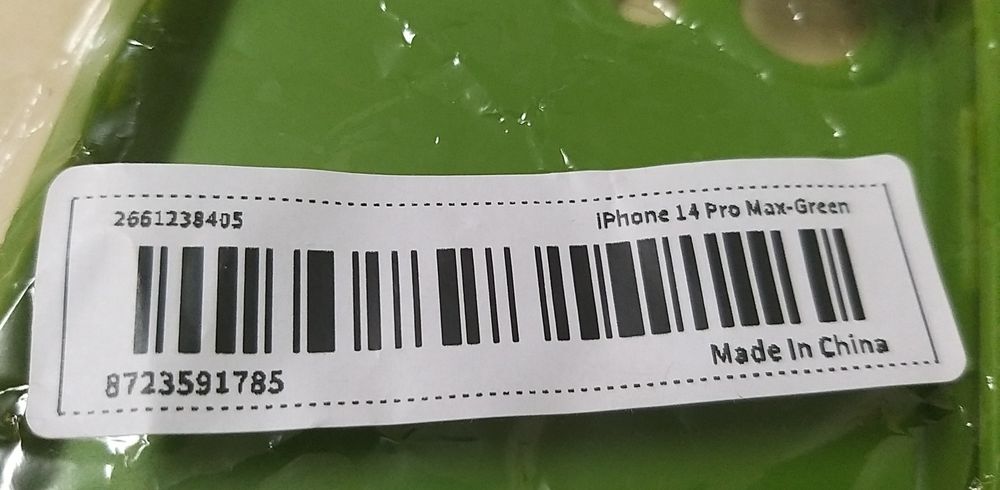 2661238405
iPhone 14 Pro Max-Green
8723591785
Made In China